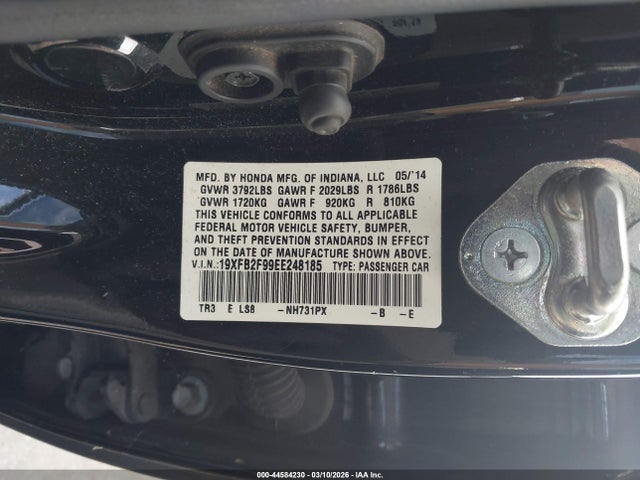 MFD. BY HONDA MFG. OF INDIANA, LLC 05/'14
GVWR 3792LBS GAWR F 2029LBS R 1786LBS
GVWR 1720KG GAWR F 920KG R 810KG
THIS VEHICLE CONFORMS TO ALL APPLICABLE
FEDERAL MOTOR VEHICLE SAFETY, BUMPER,
AND THEFT PREVENTION STANDARDS IN EFFECT
ON THE DATE OF MANUFACTURE SHOWN ABOVE.
V.I.N.:19XFB2F99EE248185 TYPE: PASSENGER CAR
TR3 E LS8 -NH731PX -B -E
000-44584230 - 03/10/2026 - IAA Inc.